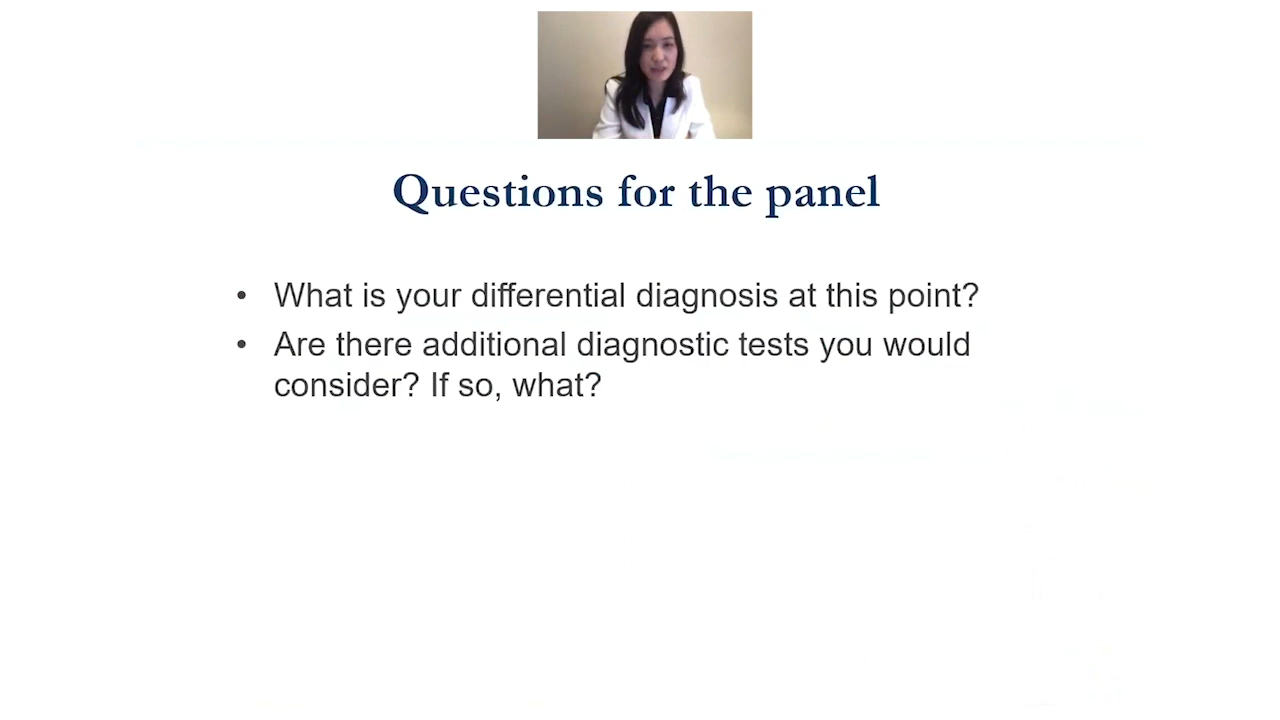 Questions for the panel
• What is your differential diagnosis at this point?
• Are there additional diagnostic tests you would
consider? If so, what?